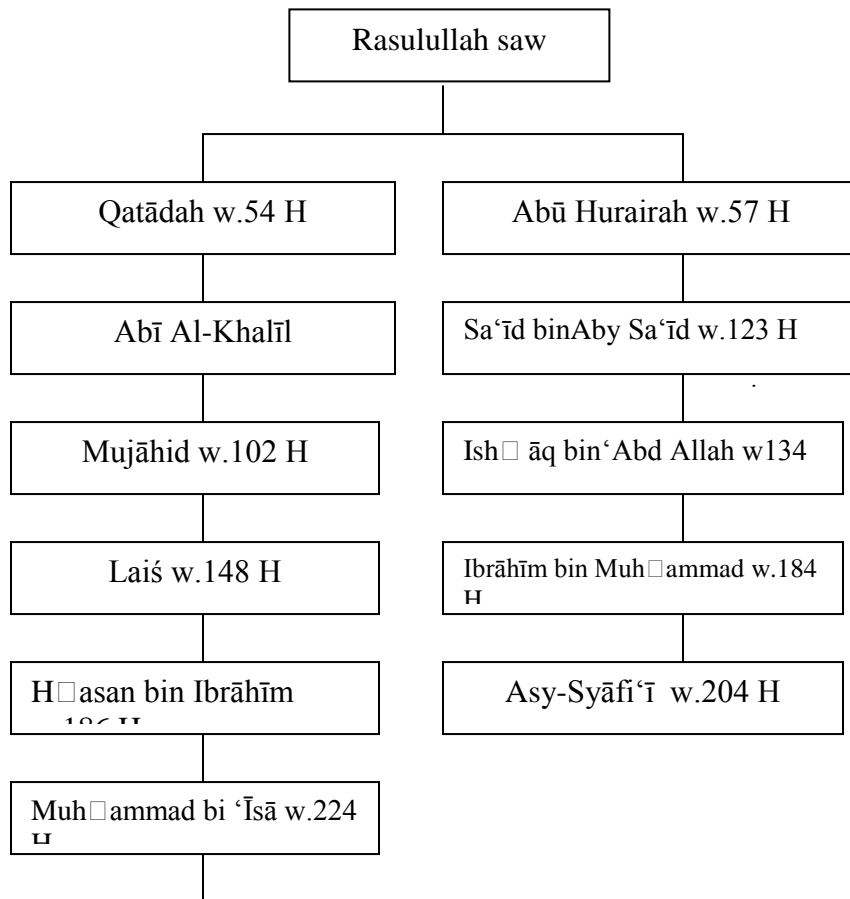 Rasulullah saw
Qatādah w.54 H
Abū Hurairah w.57 H
Abī Al-Khalīl
Sa‘īd binAby Sa‘īd w.123 H
.
Mujāhid w.102 H
Ish□ āq bin‘Abd Allah w134
Laiś w.148 H
Ibrāhīm bin Muh□ammad w.184
H
H□asan bin Ibrāhīm
Asy-Syāfi‘ī w.204 H
Muh□ammad bi ‘Īsā w.224
H